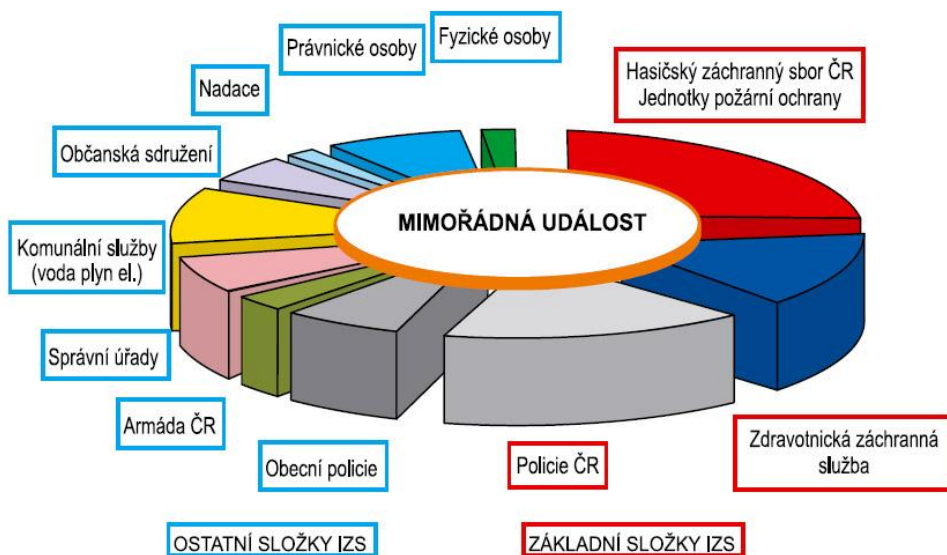 Fyzické osoby
Právnické osoby
Nadace
Občanská sdružení
Komunální služby
(voda plyn el.)
Správní úřady
Armáda ČR
Obecní policie
Hasičský záchranný sbor ČR
Jednotky požární ochrany
MIMOŘÁDNÁ UDÁLOST
Policie ČR
Zdravotnická záchranná
služba
OSTATNÍ SLOŽKY IZS
ZÁKLADNÍ SLOŽKY IZS